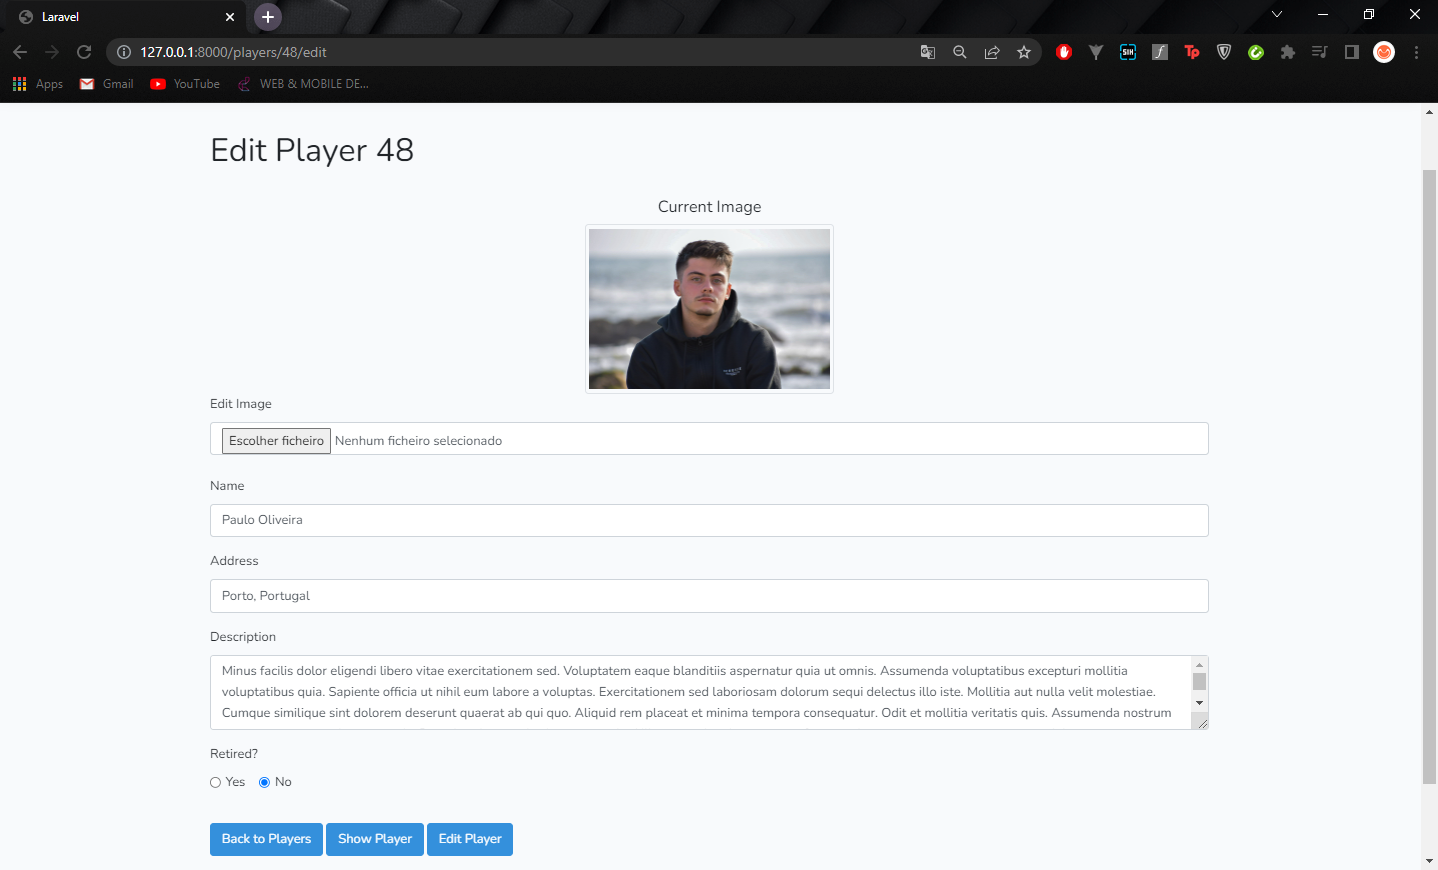 Laravel
127.0.0.1:8000/players/48/edit
Apps
Gmail
YouTube
WEB & MOBILE DE...
Edit Player 48
Current Image
Edit Image
Escolher ficheiro Nenhum ficheiro selecionado
Name
Paulo Oliveira
Address
Porto, Portugal
Description
Minus facilis dolor eligendi libero vitae exercitationem sed. Voluptatem eaque blanditiis aspernatur quia ut omnis. Assumenda voluptatibus excepturi mollitia
voluptatibus quia. Sapiente officia ut nihil eum labore a voluptas. Exercitationem sed laboriosam dolorum sequi delectus illo iste. Mollitia aut nulla velit molestiae.
Cumque similique sint dolorem deserunt quaerat ab qui quo. Aliquid rem placeat et minima tempora consequatur. Odit et mollitia veritatis quis. Assumenda nostrum
Retired?
Yes No
Back to Players
Show Player
Edit Player